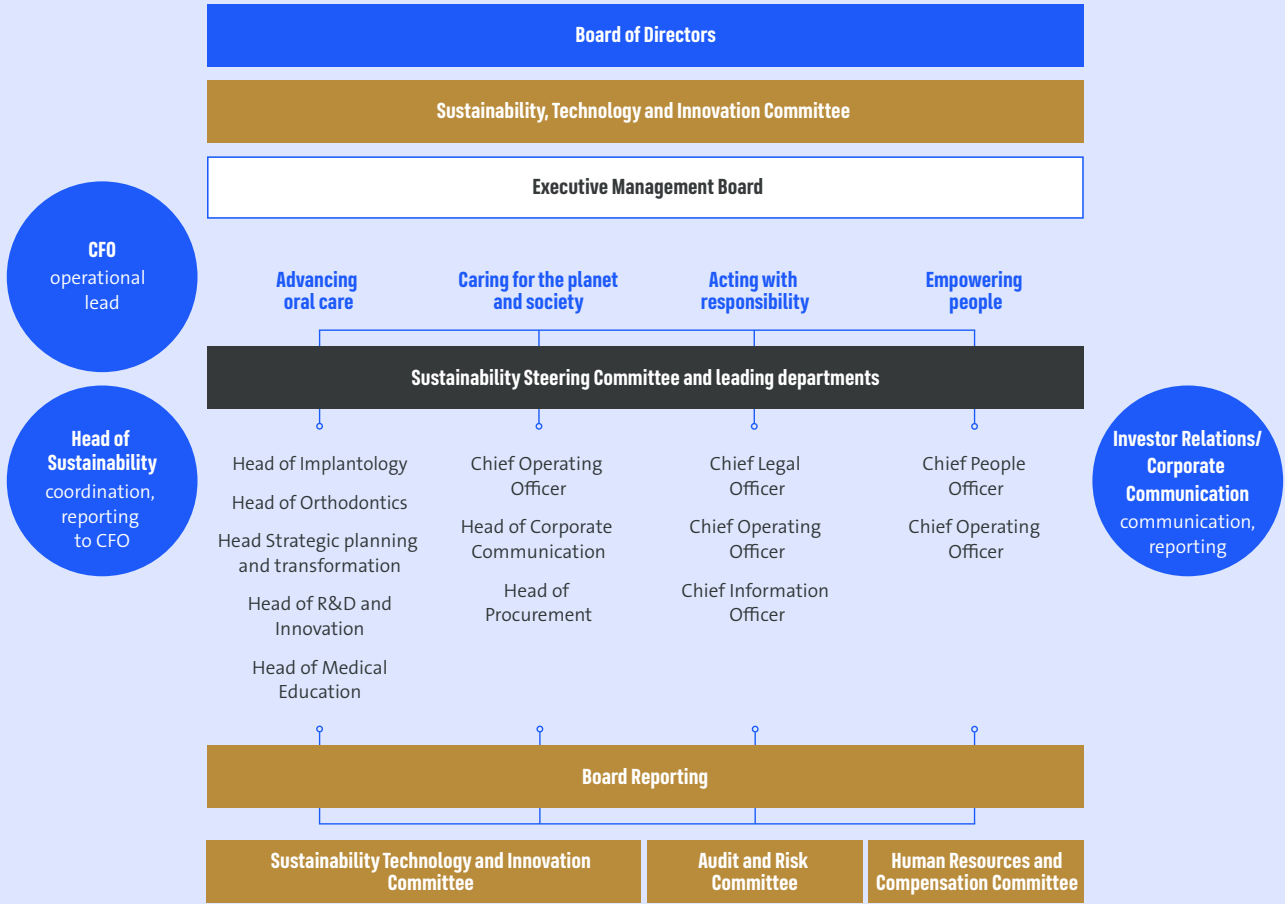 Board of Directors
Sustainability, Technology and Innovation Committee
Executive Management Board
CFO
operational
lead
Advancing
oral care
Caring for the planet
and society
Acting with
responsibility
Empowering
people
Sustainability Steering Committee and leading departments
Head of
Sustainability
coordination,
reporting
to CFO
Head of Implantology
Head of Orthodontics
Head Strategic planning
and transformation
Head of R&D and
Innovation
Head of Medical
Education
Chief Operating
Officer
Head of Corporate
Communication
Head of
Procurement
Chief Legal
Officer
Chief Operating
Officer
Chief Information
Officer
Chief People
Officer
Chief Operating
Officer
Investor Relations/
Corporate
Communication
communication,
reporting
Board Reporting
Sustainability Technology and Innovation
Committee
Audit and Risk
Committee
Human Resources and
Compensation Committee